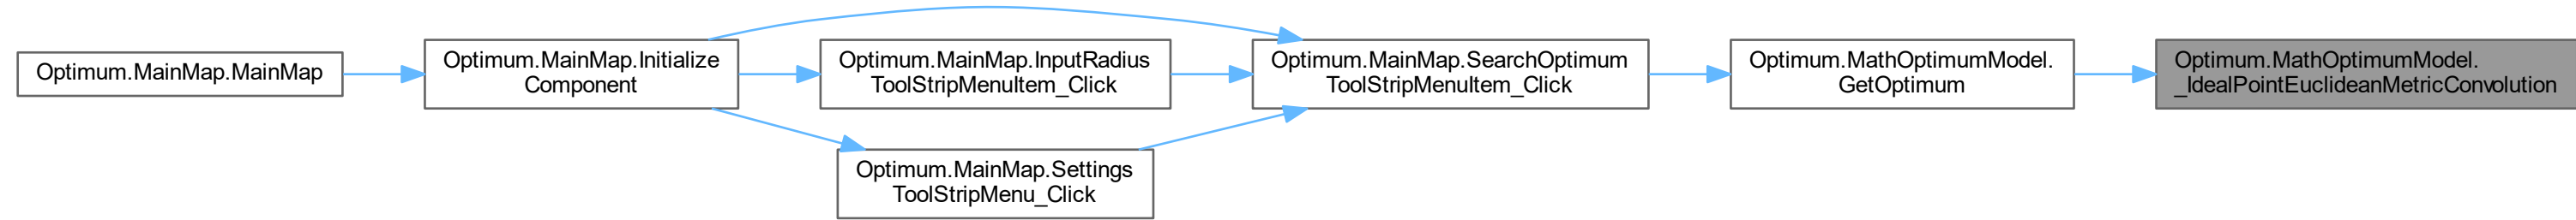 Optimum.MainMap.MainMap
Optimum.MainMap.Initialize
Component
Optimum.MainMap.InputRadius
ToolStripMenuItem_Click
Optimum.MainMap.Settings
ToolStripMenu_Click
Optimum.MainMap.SearchOptimum
ToolStripMenuItem_Click
Optimum.MathOptimumModel.
GetOptimum
Optimum.MathOptimumModel.
_IdealPointEuclideanMetricConvolution